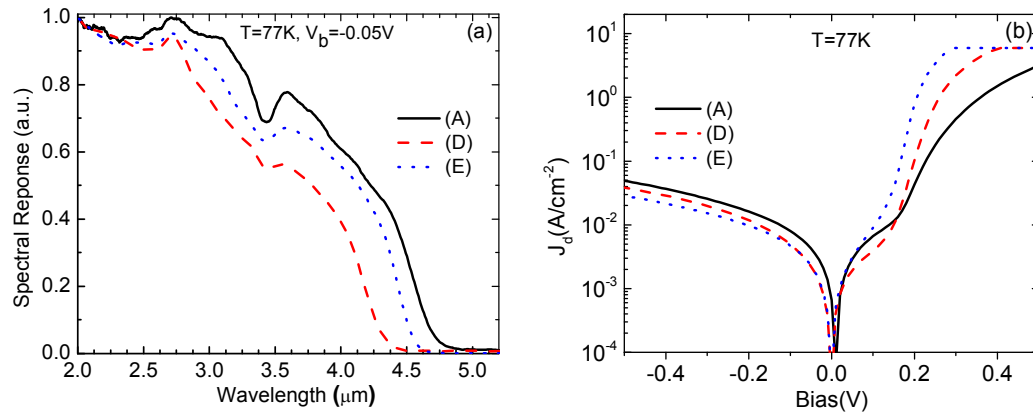 T=77K, V_b=-0.05V
(a)
(A)
(D)
(E)
1.0
0.8
0.6
0.4
0.2
0.0
Spectral Reponse (a.u.)
2.0 2.5 3.0 3.5 4.0 4.5 5.0
Wavelength (μm)
T=77K
(b)
(A)
(D)
(E)
10^1
10^0
10^-1
10^-2
10^-3
10^-4
J_d(A/cm^-2)
-0.4 -0.2 0.0 0.2 0.4
Bias(V)